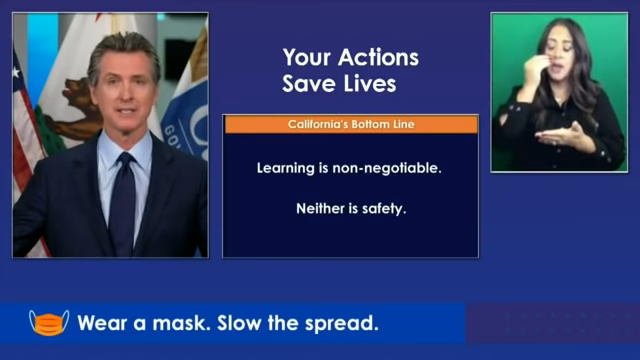 Your Actions
Save Lives
California's Bottom Line
Learning is non-negotiable.
Neither is safety.
Wear a mask. Slow the spread.